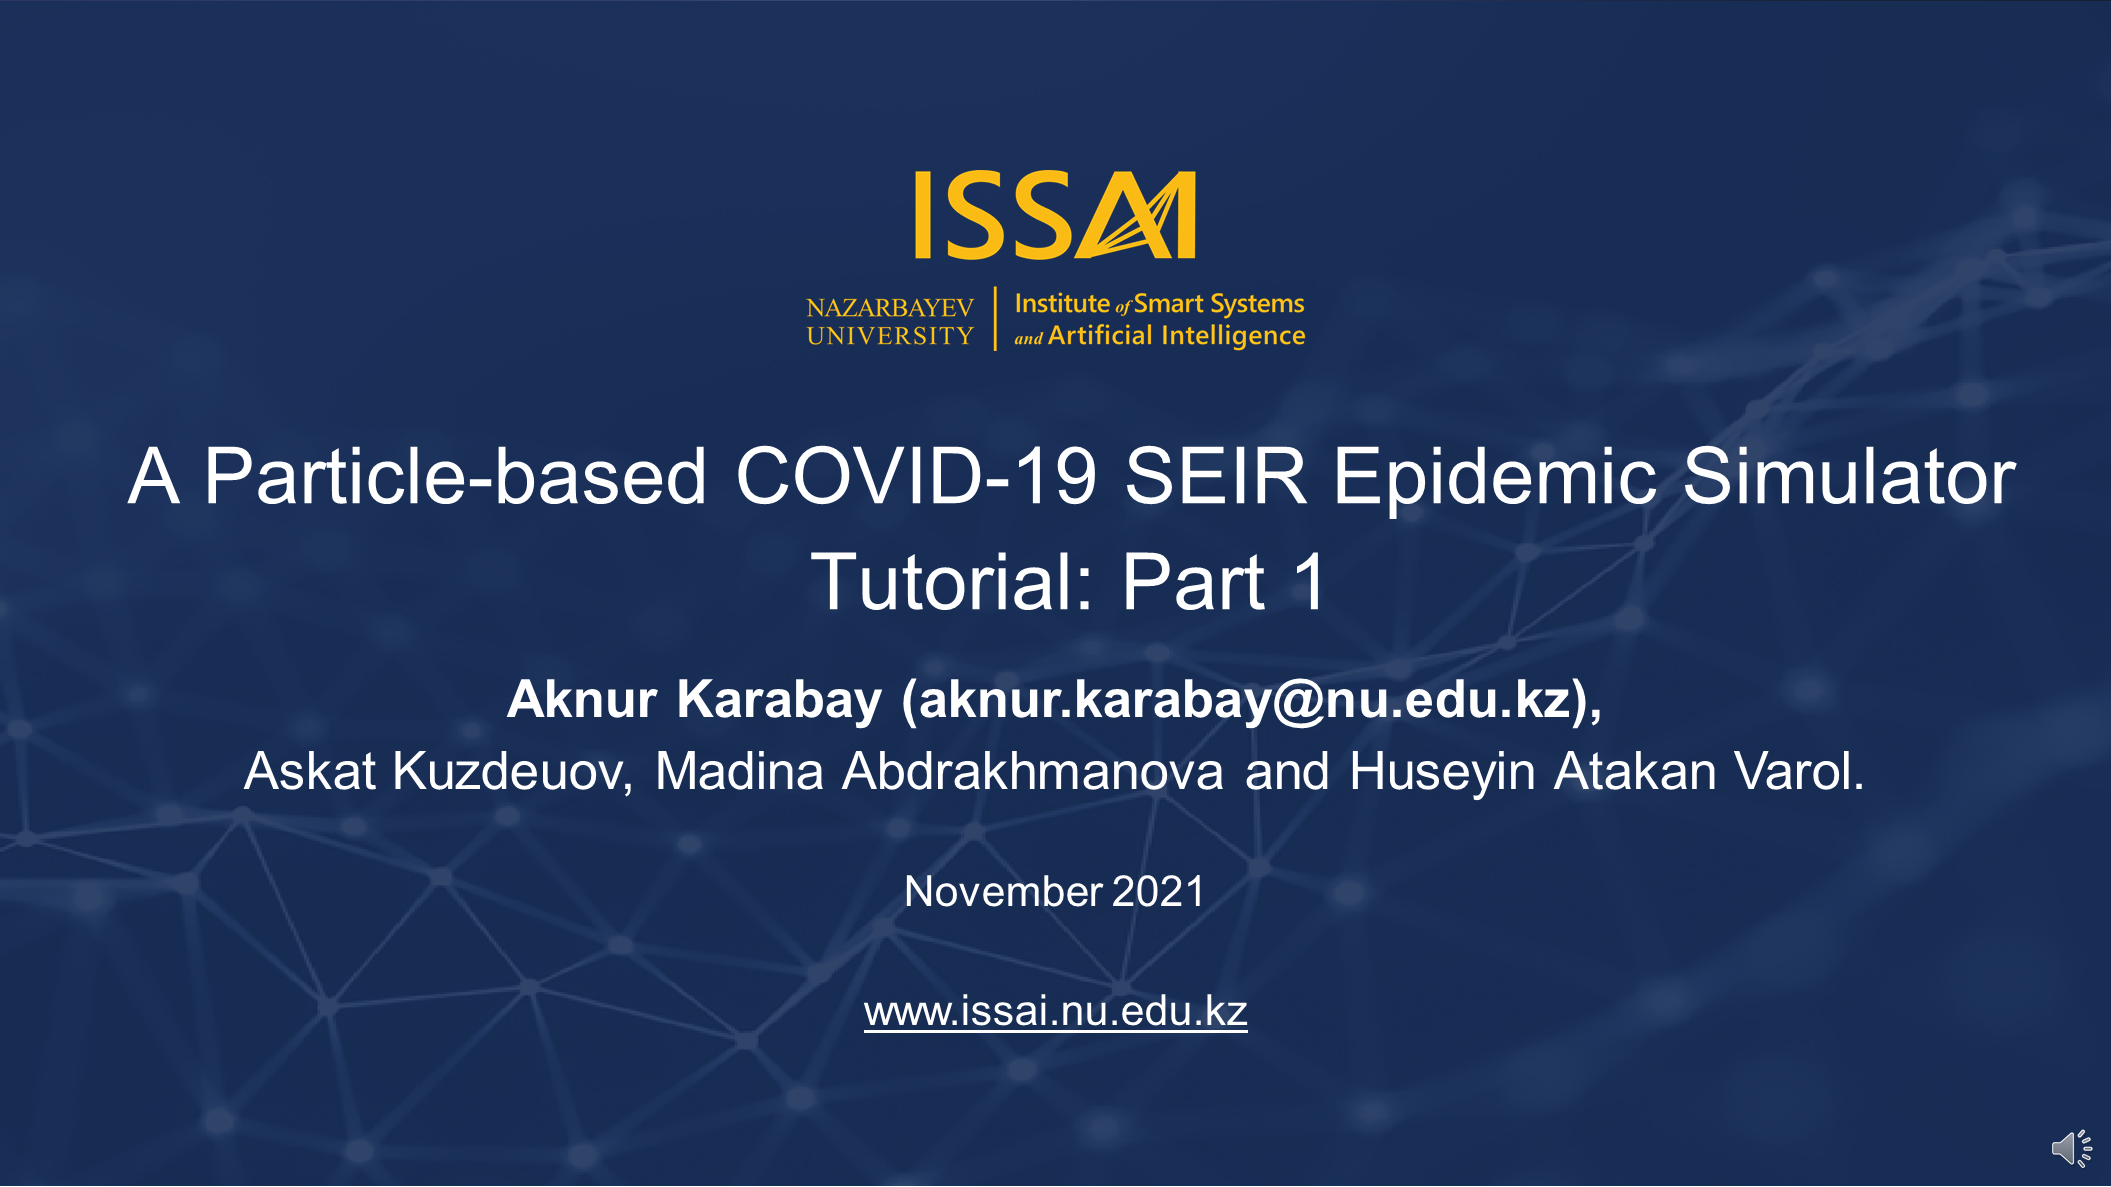 ISSAI
NAZARBAYEV
UNIVERSITY
Institute of Smart Systems
and Artificial Intelligence
A Particle-based COVID-19 SEIR Epidemic Simulator
Tutorial: Part 1
Aknur Karabay (aknur.karabay@nu.edu.kz),
Askat Kuzdeuov, Madina Abdrakhmanova and Huseyin Atakan Varol.
November 2021
www.issai.nu.edu.kz